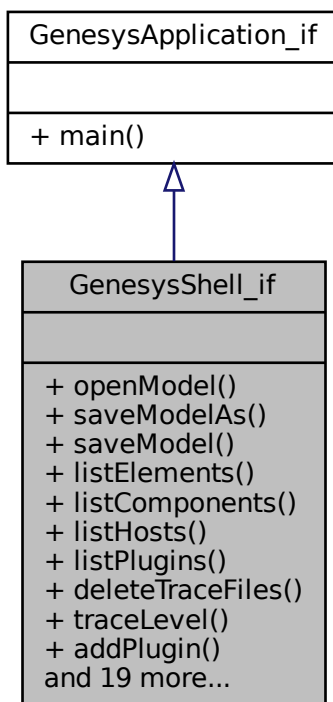 GenesysApplication_if
+ main()
GenesysShell_if
+ openModel()
+ saveModelAs()
+ saveModel()
+ listElements()
+ listComponents()
+ listHosts()
+ listPlugins()
+ deleteTraceFiles()
+ traceLevel()
+ addPlugin()
and 19 more...